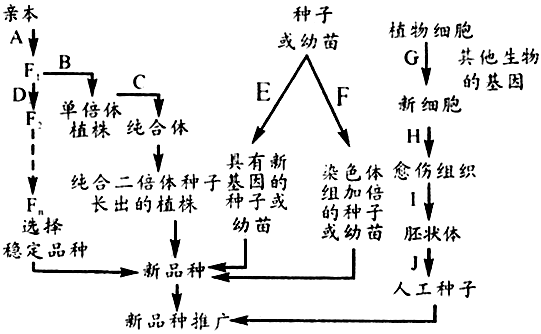 亲本
A
F₁
B
D
F₂
单倍体
植株
C
纯合体
纯合二倍体种子
长出的植株
Fn
选择
稳定品种
种子
或幼苗
E
F
具有新
基因的
种子或
幼苗
染色体
组加倍
的种子
或幼苗
植物细胞
G
其他生物
的基因
新细胞
H
愈伤组织
I
胚状体
J
人工种子
新品种
新品种推广